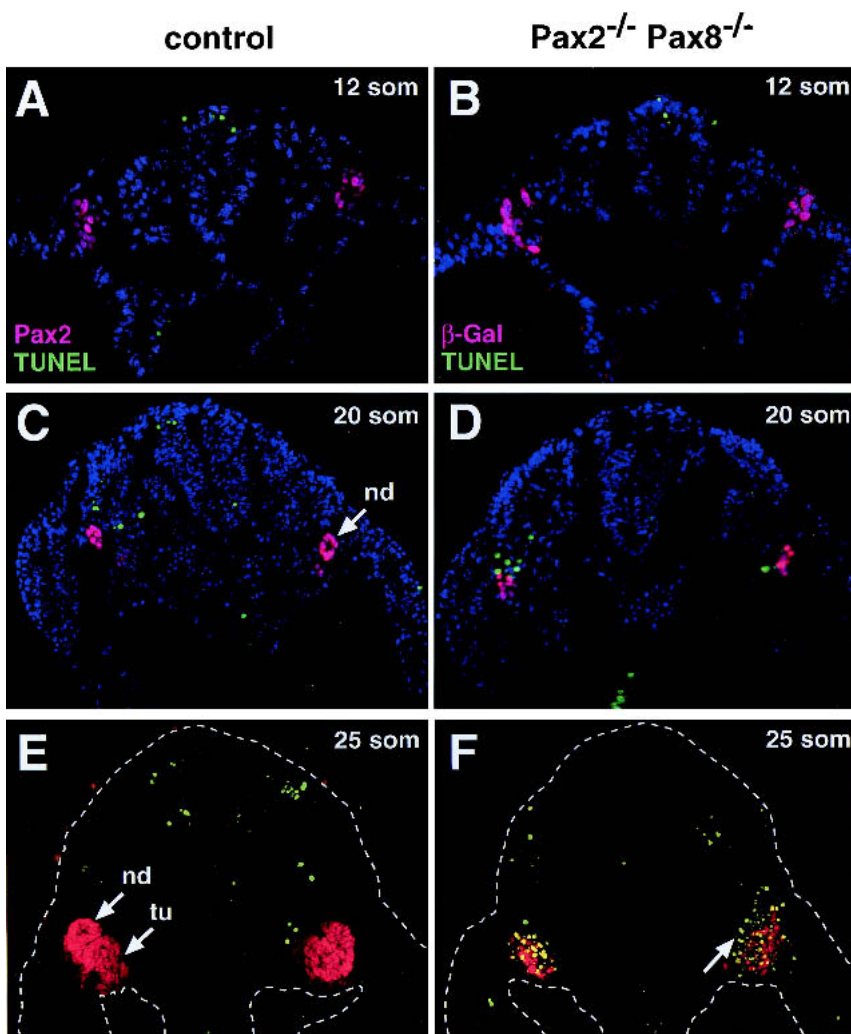 control
Pax2-/- Pax8-/-
A
12 som
Pax2
TUNEL
B
12 som
β-Gal
TUNEL
C
20 som
nd
D
20 som
E
25 som
nd
tu
F
25 som